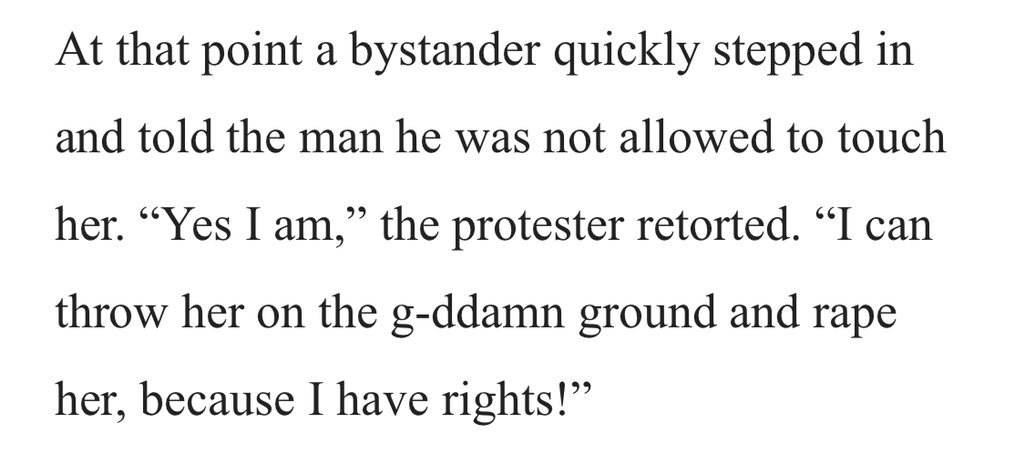 At that point a bystander quickly stepped in
and told the man he was not allowed to touch
her. “Yes I am,” the protester retorted. “I can
throw her on the g-ddamn ground and rape
her, because I have rights!”